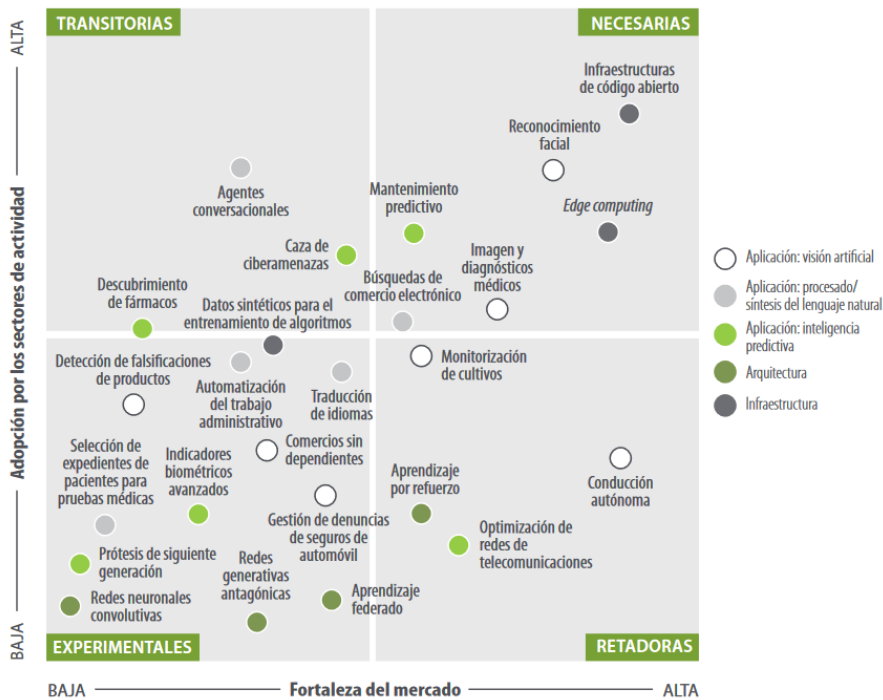 TRANSITORIAS
NECESARIAS
ALTA
Infraestructuras
de código abierto
Reconocimiento
facial
Agentes
conversacionales
Mantenimiento
predictivo
Edge computing
Caza de
ciberamenazas
Imagen y
diagnósticos
médicos
Búsquedas de
comercio electrónico
Descubrimiento
de fármacos
Datos sintéticos para el
entrenamiento de algoritmos
Adopción por los sectores de actividad
Aplicación: visión artificial
Aplicación: procesado/
síntesis del lenguaje natural
Aplicación: inteligencia
predictiva
Arquitectura
Infraestructura
Detección de falsificaciones
de productos
Automatización
del trabajo
administrativo
Traducción
de idiomas
Monitorización
de cultivos
Selección de
expedientes de
pacientes para
pruebas médicas
Indicadores
biométricos
avanzados
Comercios sin
dependientes
Aprendizaje
por refuerzo
Conducción
autónoma
Gestión de denuncias
de seguros de
automóvil
Optimización de
redes de
telecomunicaciones
Prótesis de siguiente
generación
Redes
generativas
antagónicas
Aprendizaje
federado
Redes neuronales
convolutivas
BAJA
EXPERIMENTALES
RETADORAS
BAJA
Fortaleza del mercado
ALTA